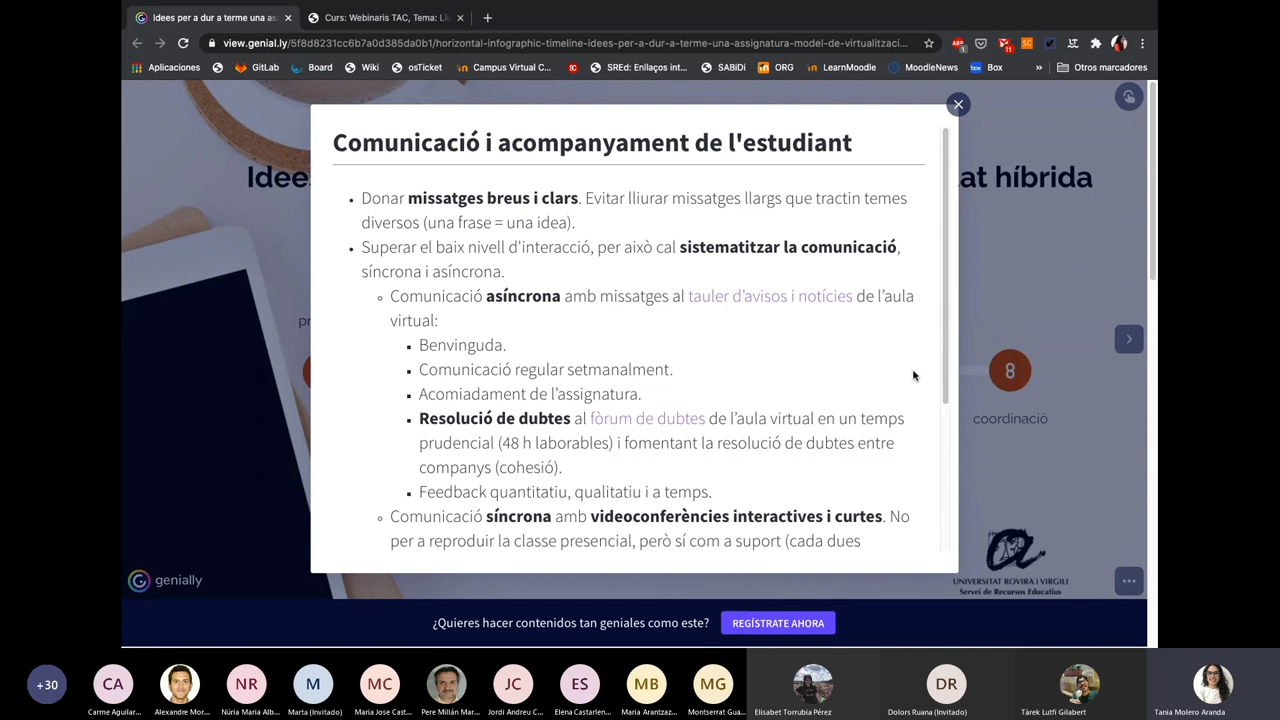 Idees per a dur a terme una as
Curs: Webinaris TAC, Tema: Lli
view.genial.ly/5f8d8231cc6b7a0d385da0b1/horizontal-infographic-timeline-idees-per-a-dur-a-terme-una-assignatura-model-de-virtualitzaci...
Aplicaciones
GitLab
Board
Wiki
osTicket
Campus Virtual C...
SREd: Enllaços int...
SABiDi
ORG
LearnMoodle
MoodleNews
Box
»
Otros marcadores
Idees
at híbrida
Comunicació i acompanyament de l'estudiant
• Donar missatges breus i clars. Evitar lliurar missatges llargs que tractin temes
diversos (una frase = una idea).
• Superar el baix nivell d'interacció, per això cal sistematitzar la comunicació,
síncrona i asíncrona.
◦ Comunicació asíncrona amb missatges al tauler d’avisos i notícies de l’aula
virtual:
▪ Benvinguda.
▪ Comunicació regular setmanalment.
▪ Acomiadament de l’assignatura.
▪ Resolució de dubtes al fòrum de dubtes de l’aula virtual en un temps
prudencial (48 h laborables) i fomentant la resolució de dubtes entre
companys (cohesió).
▪ Feedback quantitatiu, qualitatiu i a temps.
◦ Comunicació síncrona amb videoconferències interactives i curtes. No
per a reproduir la classe presencial, però sí com a suport (cada dues
8
coordinació
genially
UNIVERSITAT ROVIRA I VIRGILI
Servei de Recursos Educatius
¿Quieres hacer contenidos tan geniales como este?
REGÍSTRATE AHORA
+30
CA
NR
M
MC
JC
ES
MB
MG
DR
Carme Aguilar...
Alexandre Mor...
Núria Maria Alb...
Marta (Invitado)
Maria Jose Cast...
Pere Millán Mar...
Jordi Andreu C...
Elena Castarlen...
Maria Arantzaz...
Montserrat Gua...
Elisabet Torrubia Pérez
Dolors Ruana (Invitado)
Tàrek Lutfi Gilabert
Tania Molero Aranda